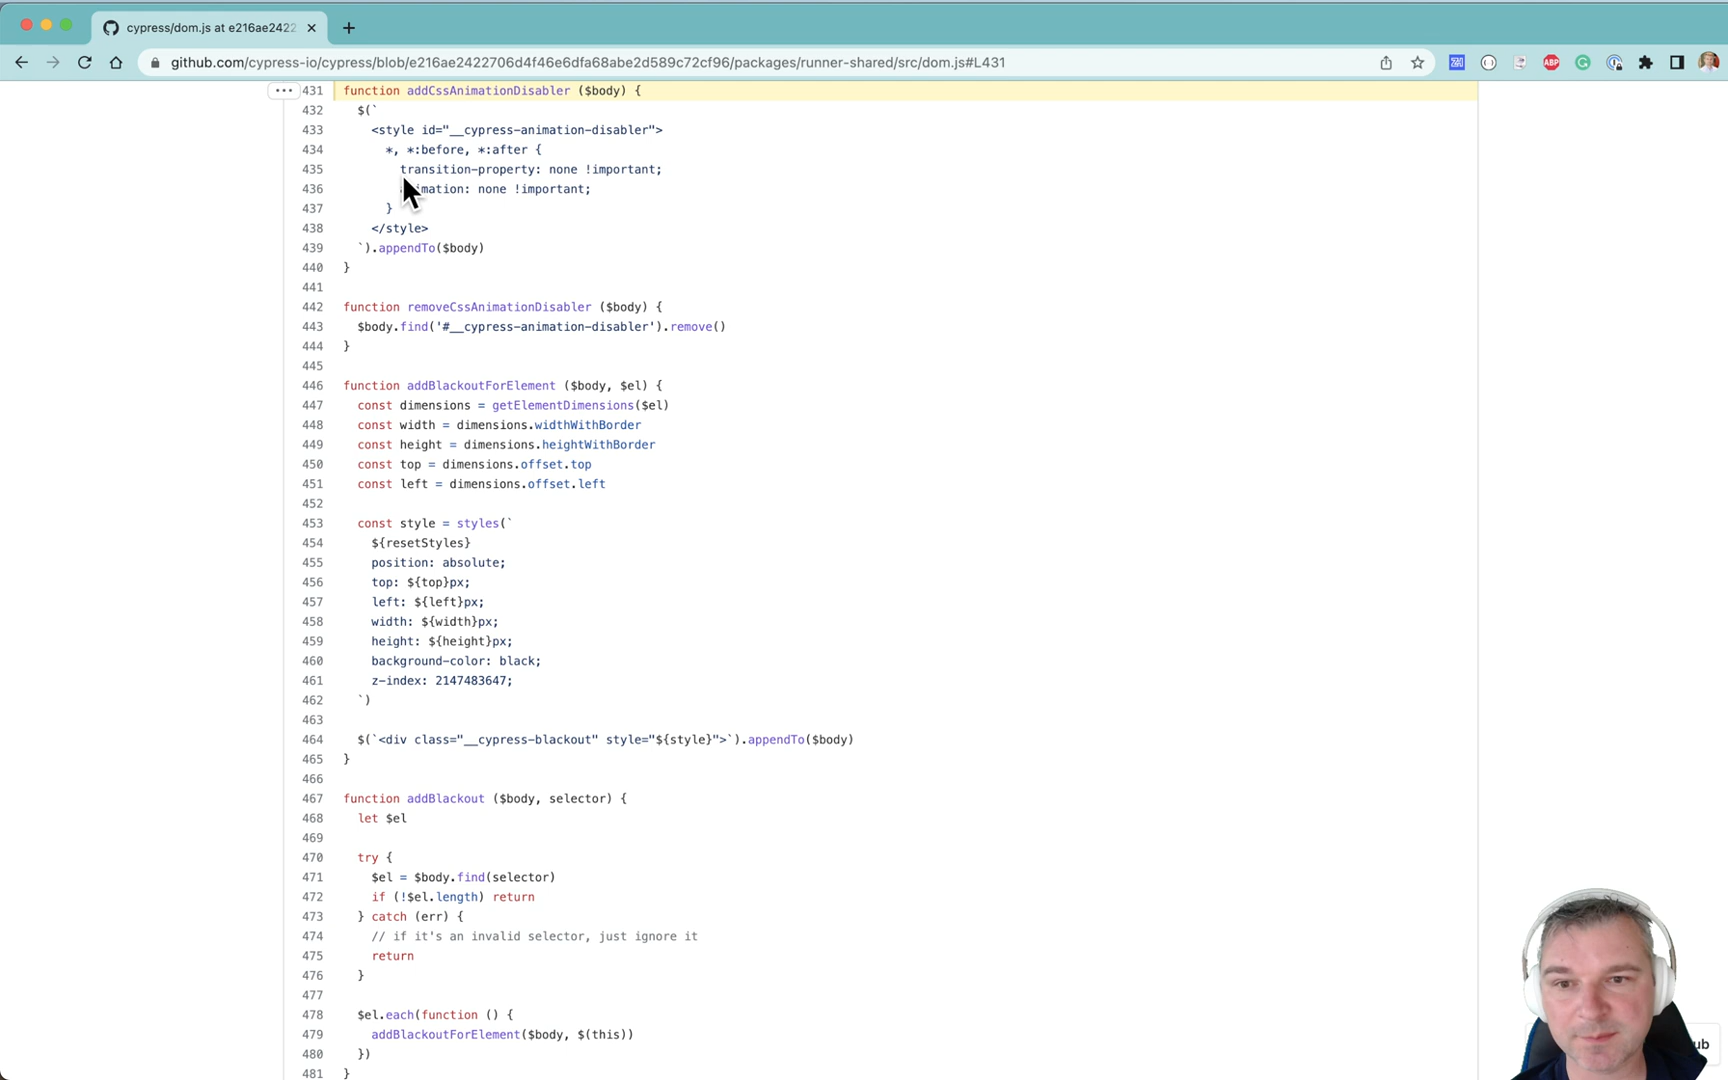 cypress/dom.js at e216ae2422
github.com/cypress-io/cypress/blob/e216ae2422706d4f46e6dfa68abe2d589c72cf96/packages/runner-shared/src/dom.js#L431
ABP
431 function addCssAnimationDisabler ($body) {
432 $(`
433 <style id="__cypress-animation-disabler">
434 *, *:before, *:after {
435 transition-property: none !important;
436 animation: none !important;
437 }
438 </style>
439 `).appendTo($body)
440 }
441
442 function removeCssAnimationDisabler ($body) {
443 $body.find('#__cypress-animation-disabler').remove()
444 }
445
446 function addBlackoutForElement ($body, $el) {
447 const dimensions = getElementDimensions($el)
448 const width = dimensions.widthWithBorder
449 const height = dimensions.heightWithBorder
450 const top = dimensions.offset.top
451 const left = dimensions.offset.left
452
453 const style = styles(`
454 ${resetStyles}
455 position: absolute;
456 top: ${top}px;
457 left: ${left}px;
458 width: ${width}px;
459 height: ${height}px;
460 background-color: black;
461 z-index: 2147483647;
462 `)
463
464 $(`<div class="__cypress-blackout" style="${style}">`).appendTo($body)
465 }
466
467 function addBlackout ($body, selector) {
468 let $el
469
470 try {
471 $el = $body.find(selector)
472 if (!$el.length) return
473 } catch (err) {
474 // if it's an invalid selector, just ignore it
475 return
476 }
477
478 $el.each(function () {
479 addBlackoutForElement($body, $(this))
480 })
481 }
ub